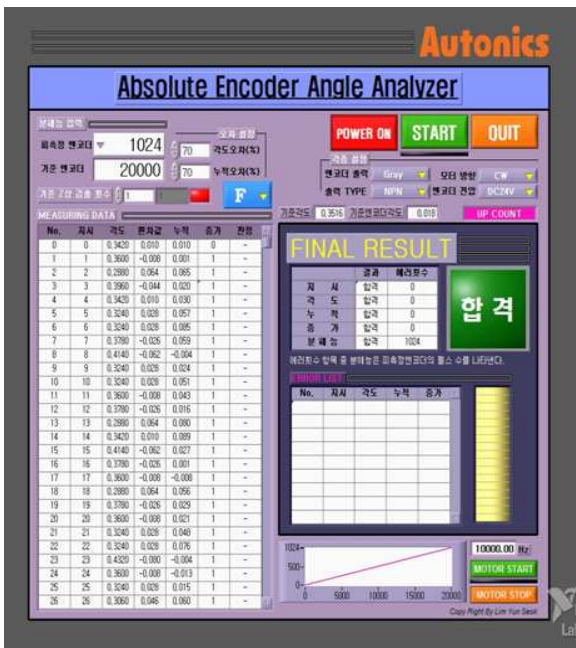 Autonics
Absolute Encoder Angle Analyzer
분해능 입력
피측정 엔코더 1024
기준 엔코더 20000
오차 설정
70 각도오차(%)
70 누적오차(%)
기준 Z상 검출 횟수 1 1
F
POWER ON START QUIT
각종 설정
엔코더 출력 Gray 모터 방향 CW
출력 TYPE NPN 엔코더 전압 DC24V
기준각도 0.3516 기준엔코더각도 0.018 UP COUNT
MEASURING DATA
No. 지시 각도 편차값 누적 증가 판정
0 0 0.3420 0.010 0.010 0 -
1 1 0.3600 -0.008 0.001 1 -
2 2 0.2880 0.064 0.065 1 -
3 3 0.3960 -0.044 0.020 1 -
4 4 0.3420 0.010 0.030 1 -
5 5 0.3240 0.028 0.057 1 -
6 6 0.3240 0.028 0.085 1 -
7 7 0.3780 -0.026 0.059 1 -
8 8 0.4140 -0.062 -0.004 1 -
9 9 0.3240 0.028 0.024 1 -
10 10 0.3240 0.028 0.051 1 -
11 11 0.3600 -0.008 0.043 1 -
12 12 0.3780 -0.026 0.016 1 -
13 13 0.2880 0.064 0.080 1 -
14 14 0.3420 0.010 0.089 1 -
15 15 0.4140 -0.062 0.027 1 -
16 16 0.3780 -0.026 0.001 1 -
17 17 0.3600 -0.008 -0.008 1 -
18 18 0.2880 0.064 0.056 1 -
19 19 0.3780 -0.026 0.029 1 -
20 20 0.3600 -0.008 0.021 1 -
21 21 0.3240 0.028 0.048 1 -
22 22 0.3240 0.028 0.076 1 -
23 23 0.4320 -0.080 -0.004 1 -
24 24 0.3600 -0.008 -0.013 1 -
25 25 0.3240 0.028 0.015 1 -
26 26 0.3060 0.046 0.060 1 -
FINAL RESULT
결과 에러횟수
지 시 합격 0
각 도 합격 0
누 적 합격 0
증 가 합격 0
분 해 능 합격 1024
합 격
에러횟수 항목 중 분해능은 피측정엔코더의 펄스 수를 나타낸다.
ERROR LIST
No. 지시 각도 누적 증가
1024-
500-
0-
0 5000 10000 15000 20000
10000.00 Hz
MOTOR START
MOTOR STOP
Copy Right By Lim Yun Seok